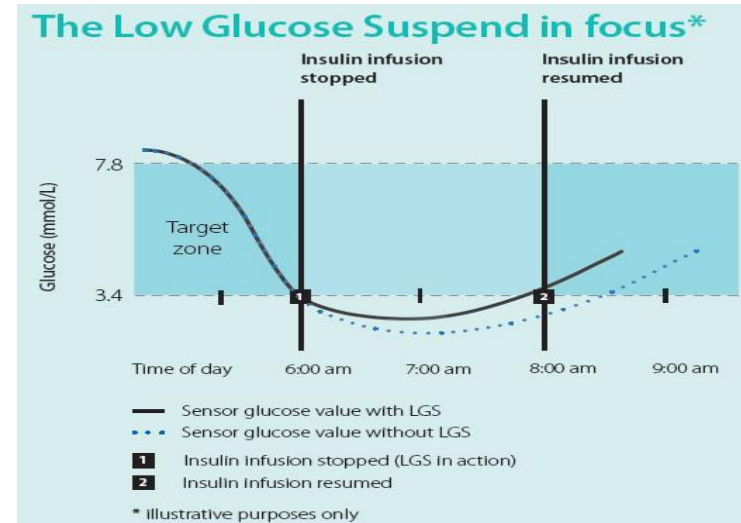 The Low Glucose Suspend in focus*
Insulin infusion stopped
Insulin infusion resumed
7.8
Glucose (mmol/L)
Target
zone
3.4
1
2
Time of day 6:00 am 7:00 am 8:00 am 9:00 am
Sensor glucose value with LGS
Sensor glucose value without LGS
1 Insulin infusion stopped (LGS in action)
2 Insulin infusion resumed
* illustrative purposes only